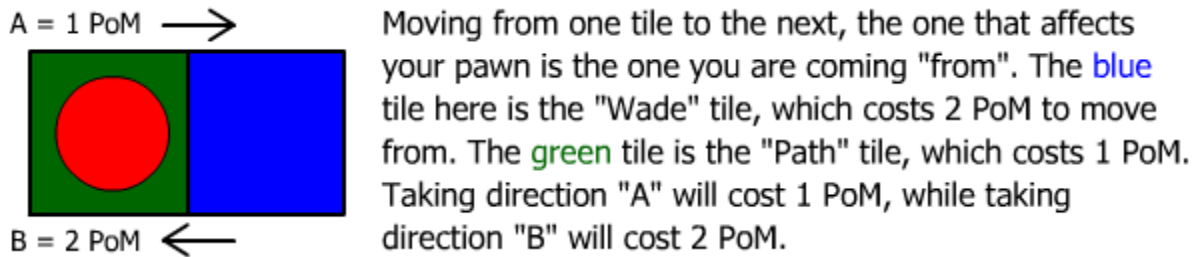 A = 1 PoM
B = 2 PoM
Moving from one tile to the next, the one that affects
your pawn is the one you are coming "from". The blue
tile here is the "Wade" tile, which costs 2 PoM to move
from. The green tile is the "Path" tile, which costs 1 PoM.
Taking direction "A" will cost 1 PoM, while taking
direction "B" will cost 2 PoM.